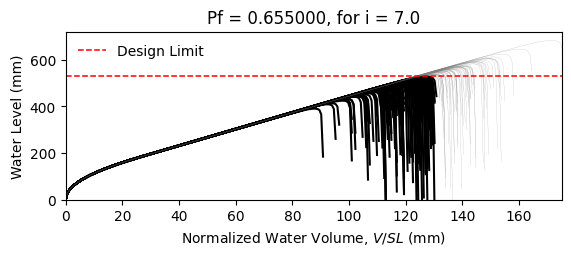 Pf = 0.655000, for i = 7.0
Design Limit
Water Level (mm)
600
400
200
0
0 20 40 60 80 100 120 140 160
Normalized Water Volume, V/SL (mm)